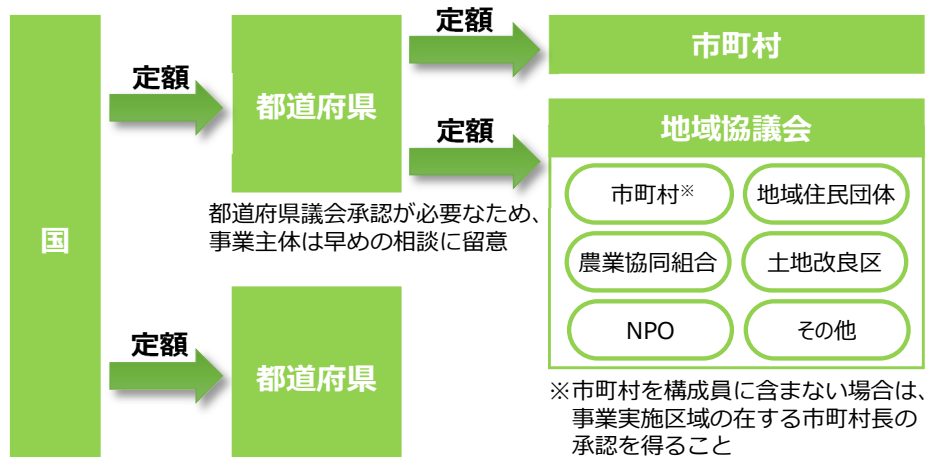 国
定額
都道府県
定額
市町村
定額
地域協議会
市町村※
地域住民団体
農業協同組合
土地改良区
NPO
その他
都道府県議会承認が必要なため、
事業主体は早めの相談に留意
定額
都道府県
※市町村を構成員に含まない場合は、
事業実施区域の在する市町村長の
承認を得ること